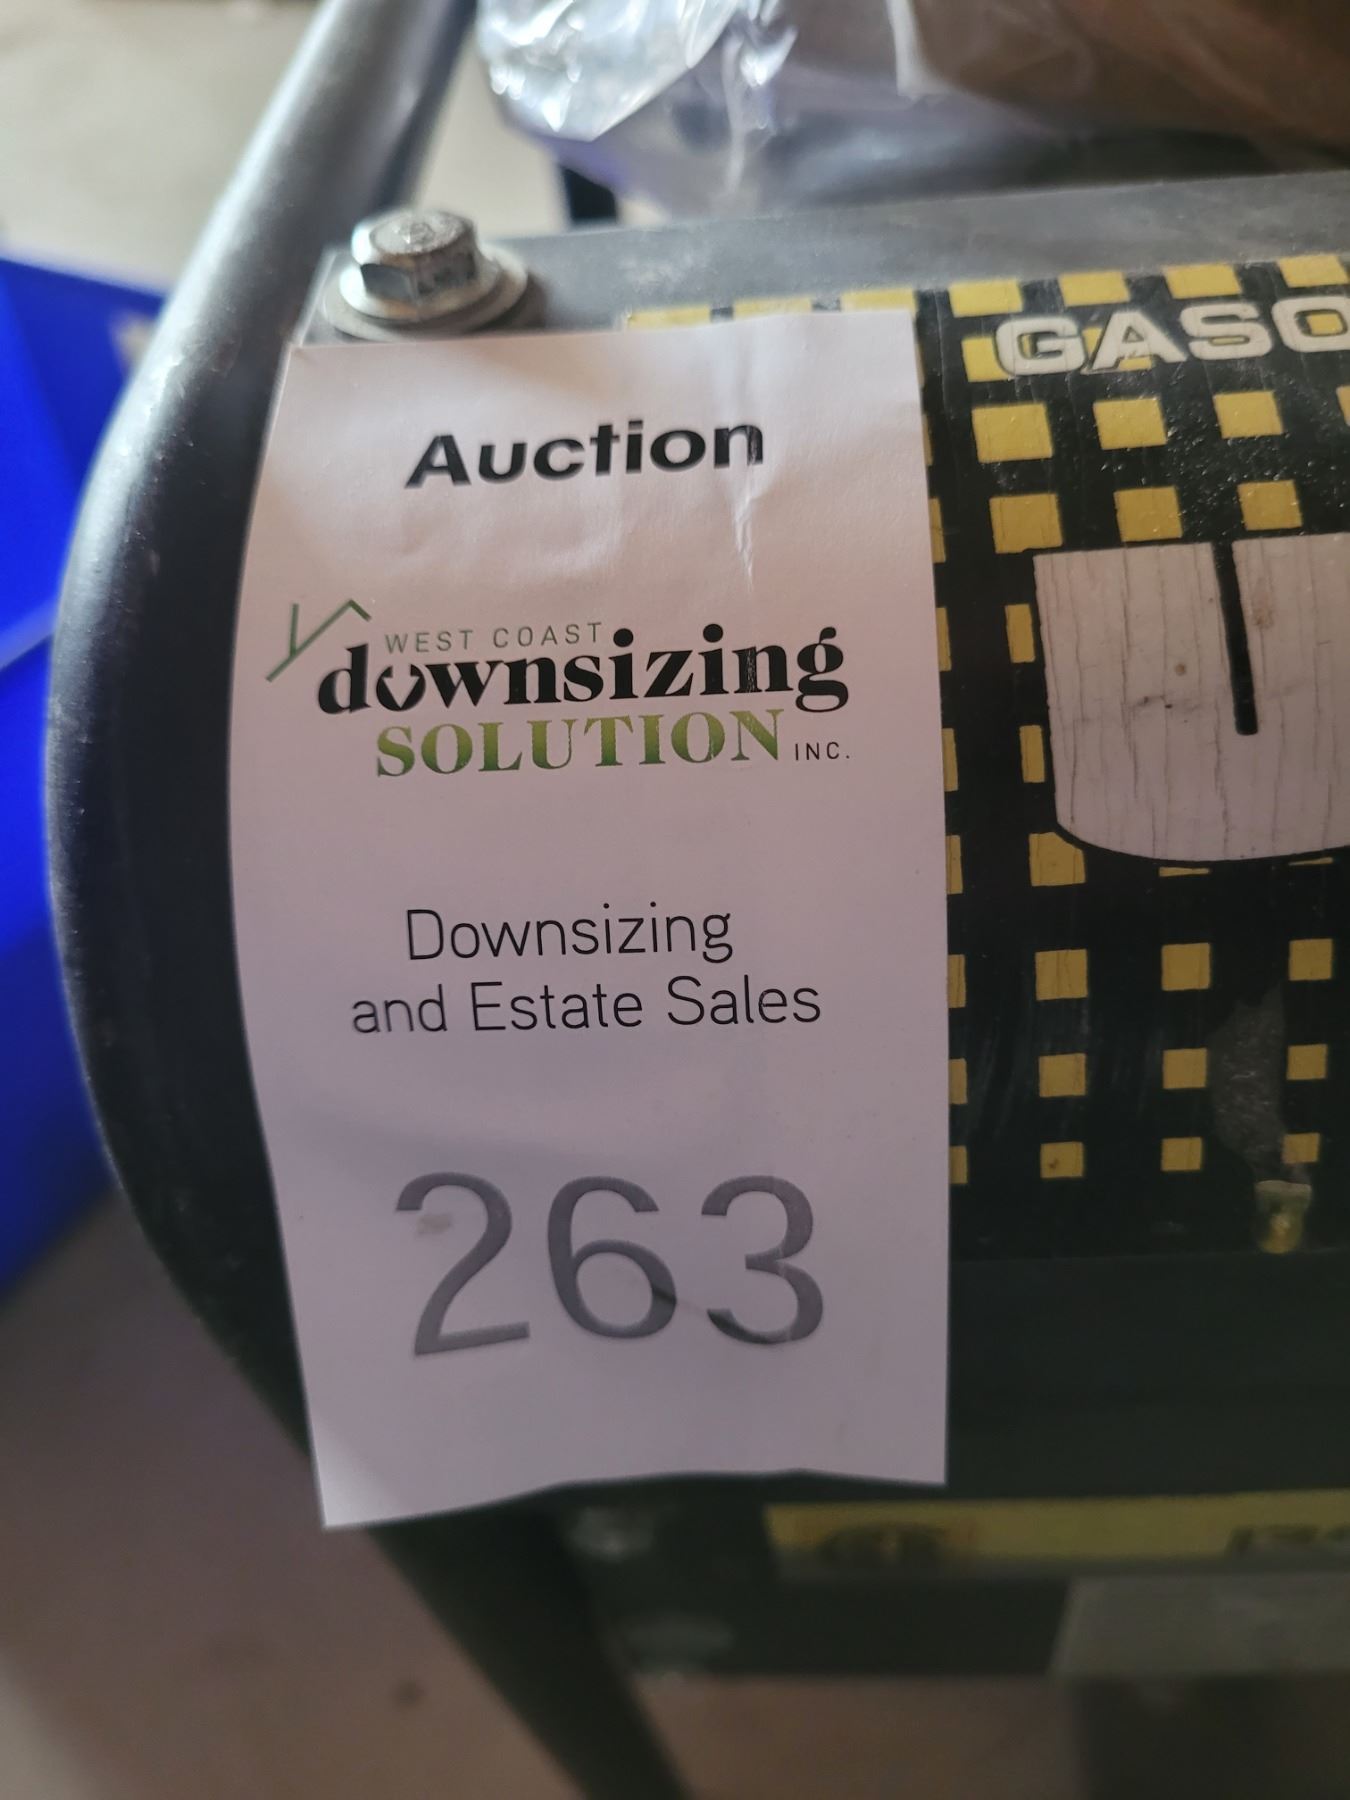 Auction
WEST COAST
downsizing
SOLUTION INC.
Downsizing
and Estate Sales
263
GASO